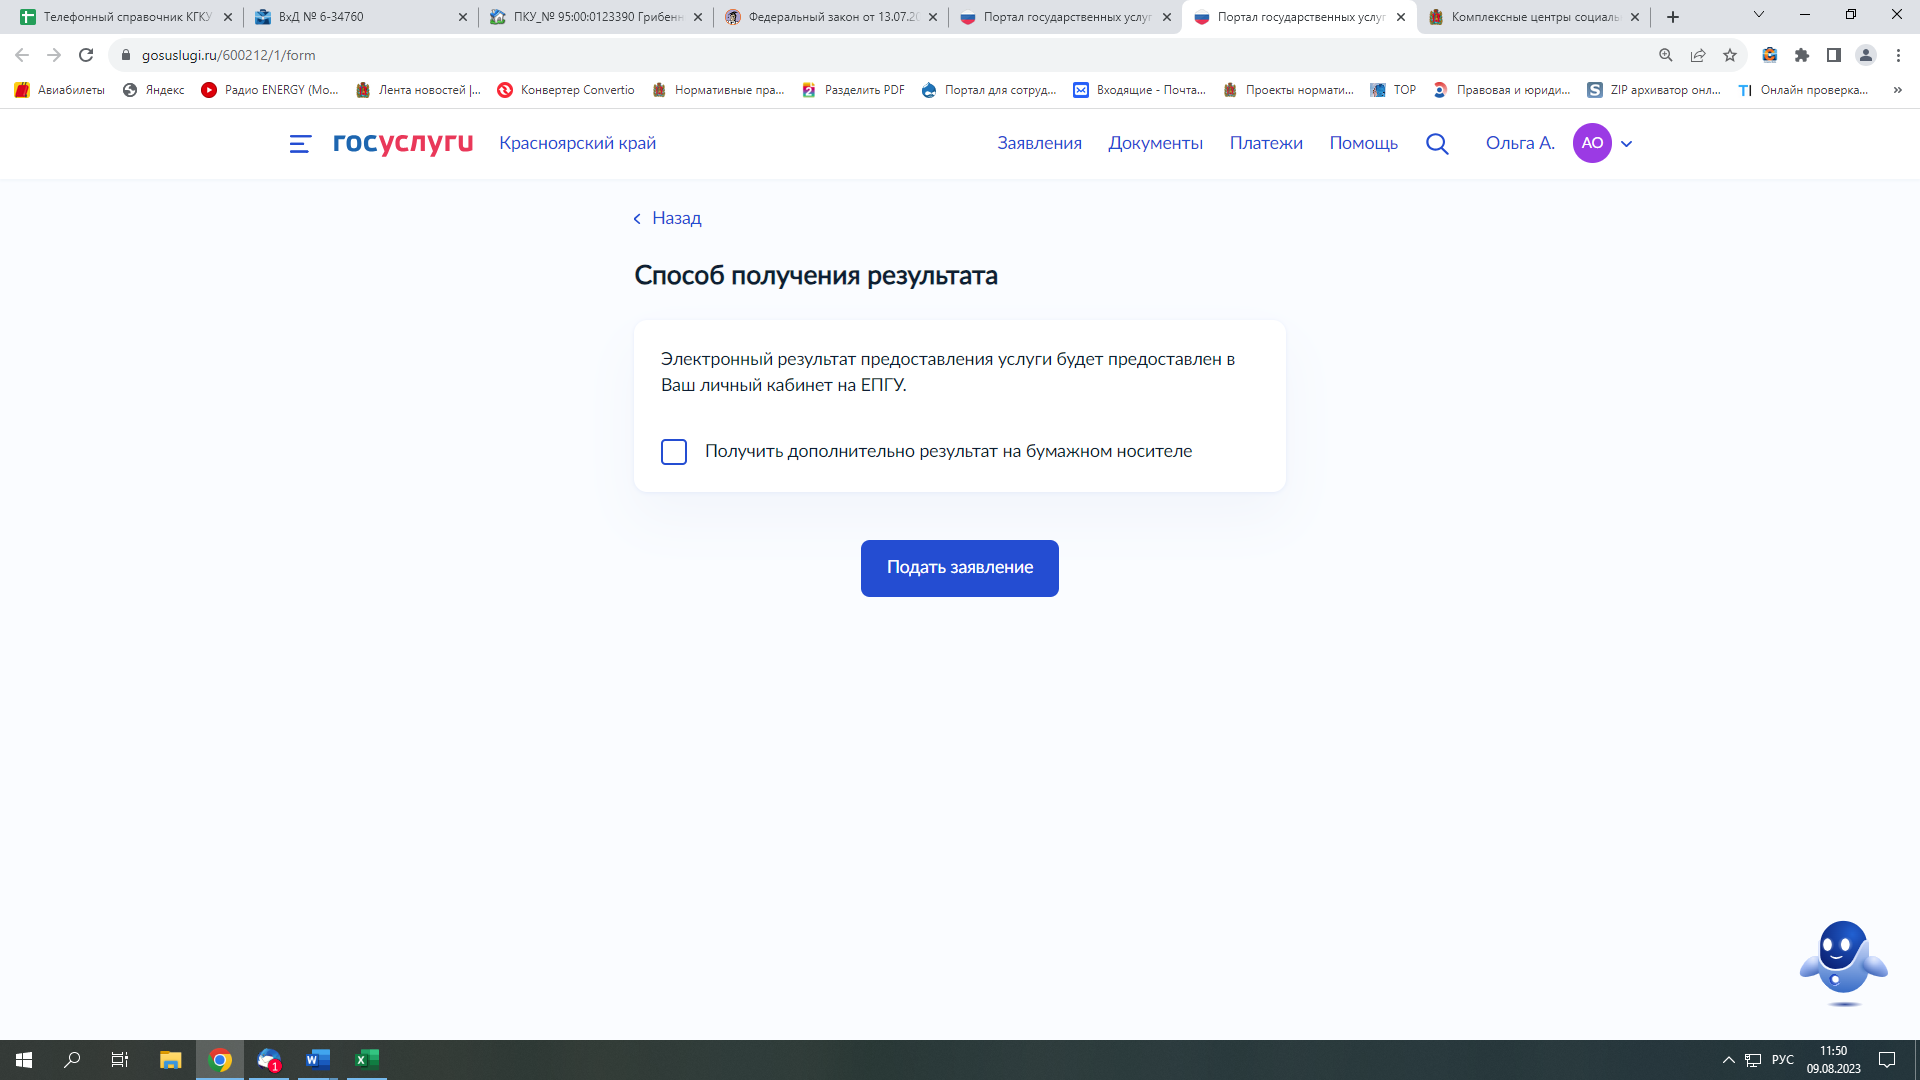 Телефонный справочник КГКУ
ВхД № 6-34760
ПКУ_№ 95:00:0123390 Грибенн
Федеральный закон от 13.07.20
Портал государственных услуг
Портал государственных услуг
Комплексные центры социаль
gosuslugi.ru/600212/1/form
Авиабилеты
Яндекс
Радио ENERGY (Мо...
Лента новостей |...
Конвертер Convertio
Нормативные пра...
Разделить PDF
Портал для сотруд...
Входящие - Почта...
Проекты нормати...
ТОР
Правовая и юриди...
ZIP архиватор онл...
Онлайн проверка...
»
госуслуги
Красноярский край
Заявления
Документы
Платежи
Помощь
Ольга А.
АО
Назад
Способ получения результата
Электронный результат предоставления услуги будет предоставлен в
Ваш личный кабинет на ЕПГУ.
Получить дополнительно результат на бумажном носителе
Подать заявление
1
РУС
11:50
09.08.2023